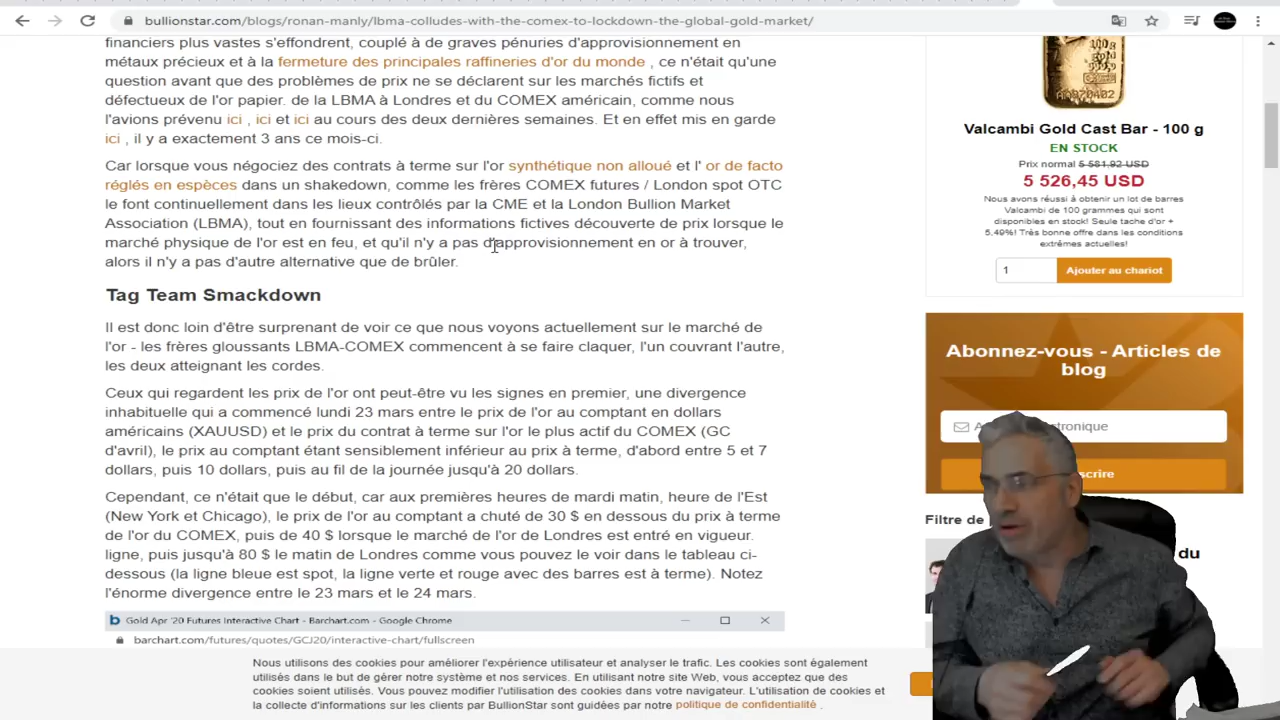 bullionstar.com/blogs/ronan-manly/lbma-colludes-with-the-comex-to-lockdown-the-global-gold-market/
financiers plus vastes s'effondrent, couplé à de graves pénuries d'approvisionnement en
métaux précieux et à la fermeture des principales raffineries d'or du monde , ce n'était qu'une
question avant que des problèmes de prix ne se déclarent sur les marchés fictifs et
défectueux de l'or papier. de la LBMA à Londres et du COMEX américain, comme nous
l'avions prévenu ici , ici et ici au cours des deux dernières semaines. Et en effet mis en garde
ici , il y a exactement 3 ans ce mois-ci.
Car lorsque vous négociez des contrats à terme sur l'or synthétique non alloué et l' or de facto
réglés en espèces dans un shakedown, comme les frères COMEX futures / London spot OTC
le font continuellement dans les lieux contrôlés par la CME et la London Bullion Market
Association (LBMA), tout en utilisant des informations fictives découverte de prix lorsque le
marché physique de l'or est en feu, et qu'il n'y a pas d'approvisionnement en or à trouver,
alors il n'y a pas d'autre alternative que de brûler.
Tag Team Smackdown
Il est donc loin d'être surprenant de voir ce que nous voyons actuellement sur le marché de
l'or - les frères gloussants LBMA-COMEX commencent à se faire claquer, l'un couvrant l'autre,
les deux atteignant les cordes.
Ceux qui regardent les prix de l'or ont peut-être vu les signes en premier, une divergence
inhabituelle qui a commencé lundi 23 mars entre le prix de l'or au comptant en dollars
américains (XAUUSD) et le prix du contrat à terme sur l'or le plus actif du COMEX (GC
d'avril), le prix au comptant étant sensiblement inférieur au prix à terme, d'abord entre 5 et 7
dollars, puis 10 dollars, puis au fil de la journée jusqu'à 20 dollars.
Cependant, ce n'était que le début, car aux premières heures de mardi matin, heure de l'Est
(New York et Chicago), le prix de l'or au comptant a chuté de 30 $ en dessous du prix à terme
de l'or du COMEX, puis de 40 $ lorsque le marché de l'or de Londres est entré en vigueur.
ligne, puis jusqu'à 80 $ le matin de Londres comme vous pouvez le voir dans le tableau ci-
dessous (la ligne bleue est spot, la ligne verte et rouge avec des barres est à terme). Notez
l'énorme divergence entre le 23 mars et le 24 mars.
Gold Apr '20 Futures Interactive Chart - Barchart.com - Google Chrome
barchart.com/futures/quotes/GCJ20/interactive-chart/fullscreen
Valcambi Gold Cast Bar - 100 g
EN STOCK
Prix normal 5 581,92 USD
5 526,45 USD
Nous avons réussi à obtenir un lot de barres
Valcambi de 100 grammes qui sont
disponibles en stock! Seule tache d'or +
5,49%! Très bonne offre dans les conditions
extrêmes actuelles!
1
Ajouter au chariot
Abonnez-vous - Articles de
blog
Filtre de
du
Nous utilisons des cookies pour améliorer l'expérience utilisateur et analyser le trafic. Les cookies sont également
utilisés dans le but de gérer notre système et nos services. En utilisant notre site Web, vous acceptez que des
cookies soient utilisés. Vous pouvez modifier l'utilisation des cookies dans votre navigateur. L'utilisation de cookies et
la collecte d'informations sur les clients par BullionStar sont guidées par notre politique de confidentialité .